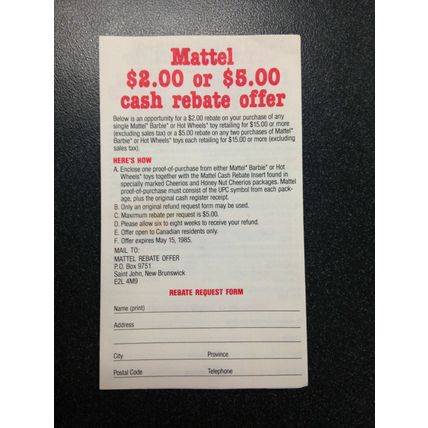 Mattel
$2.00 or $5.00
cash rebate offer
Below is an opportunity for a $2.00 rebate on your purchase of any
single Mattel* Barbie* or Hot Wheels* toy retailing for $15.00 or more
(excluding sales tax) or a $5.00 rebate on any two purchases of Mattel*
Barbie* or Hot Wheels* toys each retailing for $15.00 or more (excluding
sales tax).
HERE'S HOW
A. Enclose one proof-of-purchase from either Mattel* Barbie* or Hot
Wheels* toys together with the Mattel Cash Rebate Insert found in
specially marked Cheerios and Honey Nut Cheerios packages. Mattel
proof-of-purchase must consist of the UPC symbol from each pack-
age, plus the original cash register receipt.
B. Only an original refund request form may be used.
C. Maximum rebate per request is $5.00.
D. Please allow six to eight weeks to receive your refund.
E. Offer open to Canadian residents only.
F. Offer expires May 15, 1985.
MAIL TO:
MATTEL REBATE OFFER
P.O. Box 9751
Saint John, New Brunswick
E2L 4M9
REBATE REQUEST FORM
Name (print)
Address
City Province
Postal Code Telephone